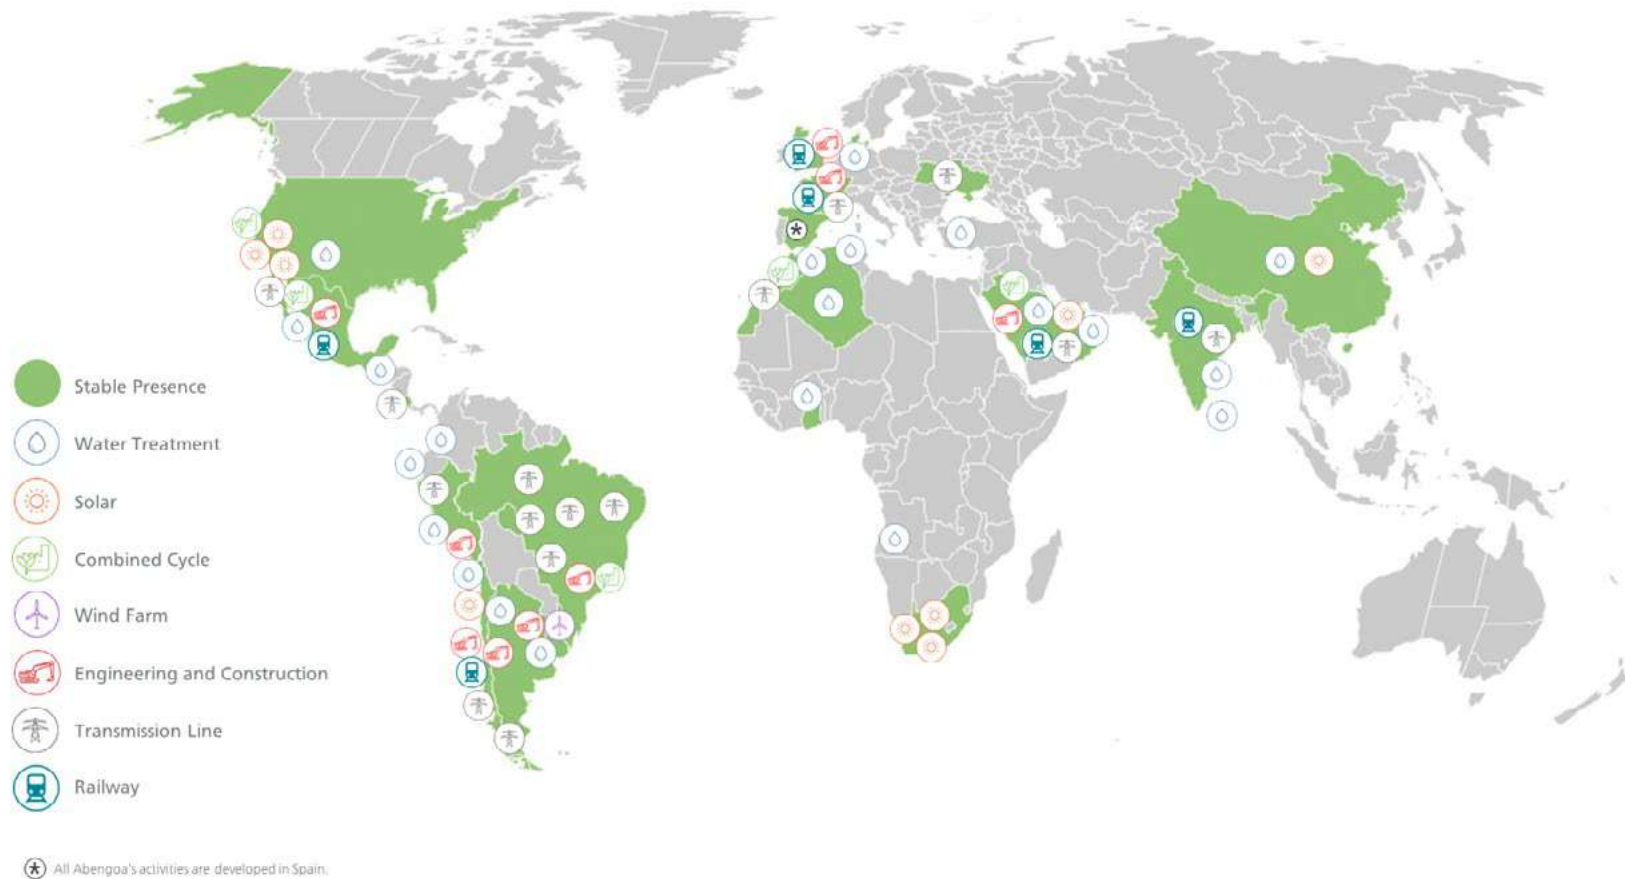 Stable Presence
Water Treatment
Solar
Combined Cycle
Wind Farm
Engineering and Construction
Transmission Line
Railway
* All Abengoa's activities are developed in Spain.